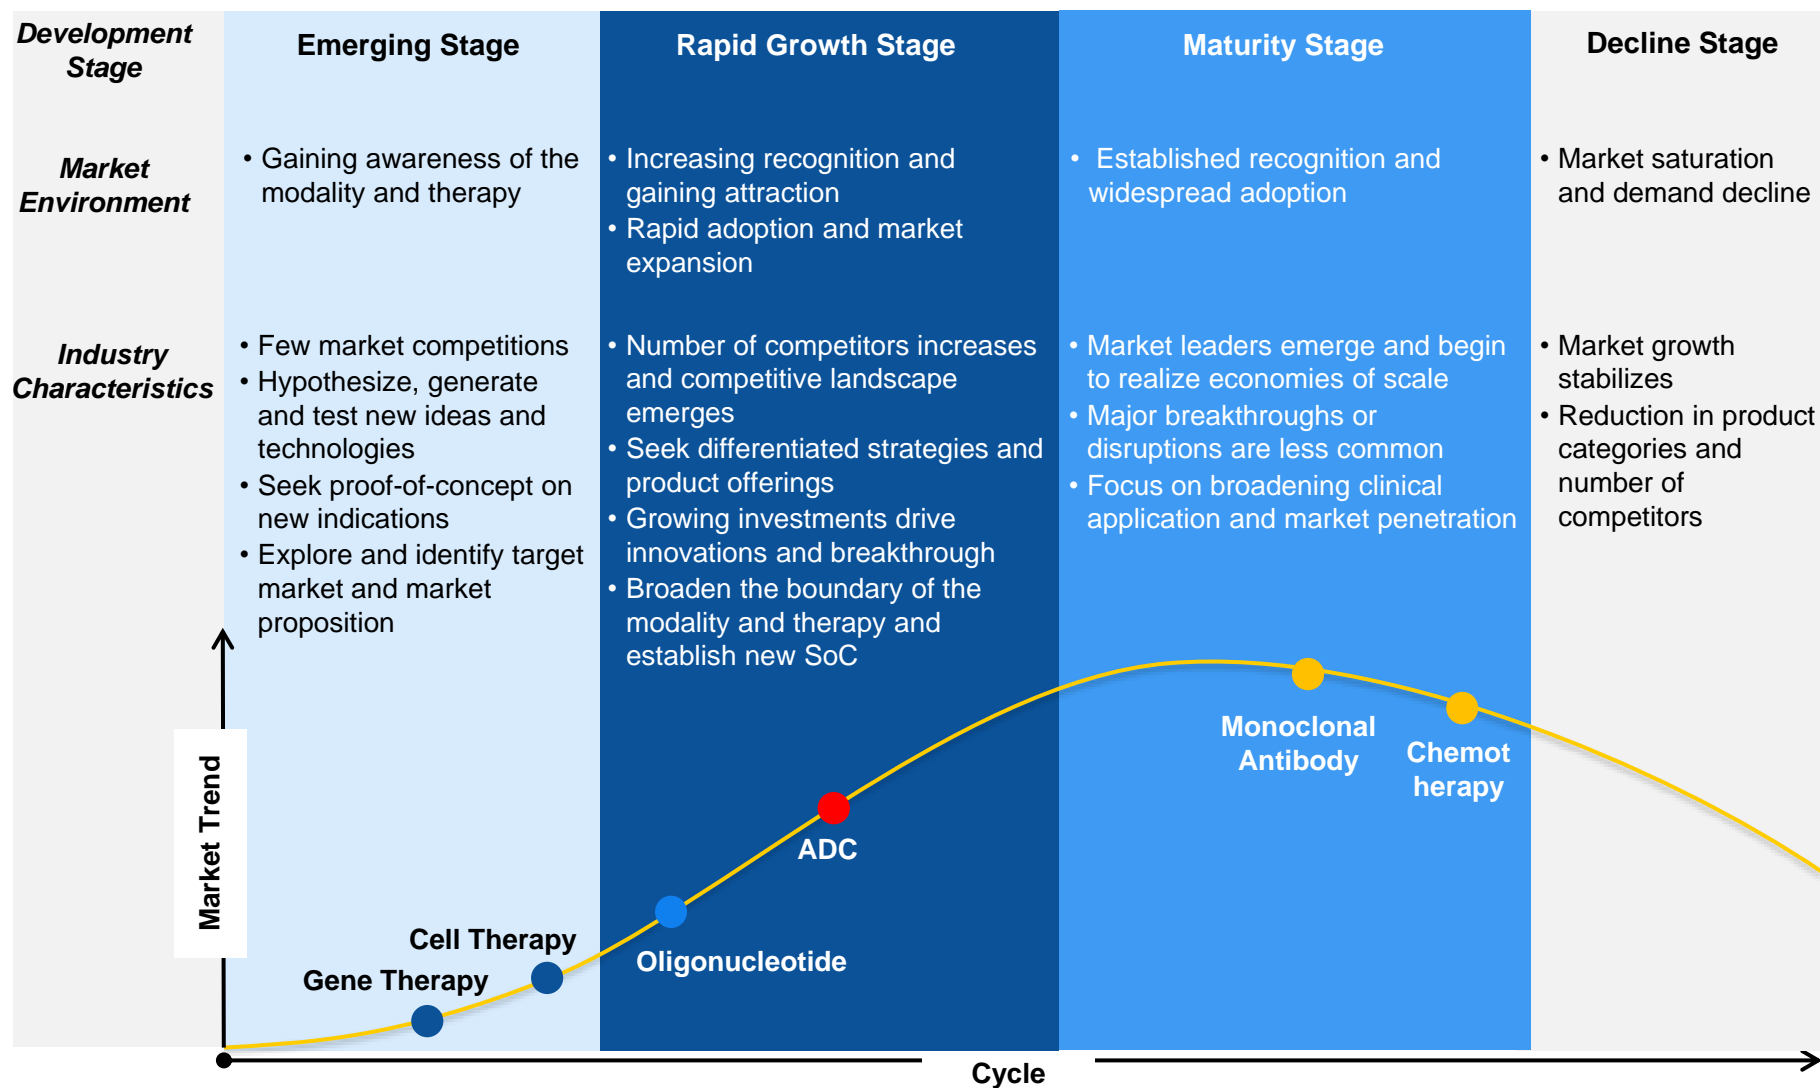 Development
Stage
Emerging Stage
Rapid Growth Stage
Maturity Stage
Decline Stage
Market
Environment
• Gaining awareness of the
modality and therapy
• Increasing recognition and
gaining attraction
• Rapid adoption and market
expansion
• Established recognition and
widespread adoption
• Market saturation
and demand decline
Industry
Characteristics
• Few market competitions
• Hypothesize, generate
and test new ideas and
technologies
• Seek proof-of-concept on
new indications
• Explore and identify target
market and market
proposition
• Number of competitors increases
and competitive landscape
emerges
• Seek differentiated strategies and
product offerings
• Growing investments drive
innovations and breakthrough
• Broaden the boundary of the
modality and therapy and
establish new SoC
• Market leaders emerge and begin
to realize economies of scale
• Major breakthroughs or
disruptions are less common
• Focus on broadening clinical
application and market penetration
• Market growth
stabilizes
• Reduction in product
categories and
number of
competitors
Market Trend
Gene Therapy
Cell Therapy
Oligonucleotide
ADC
Monoclonal
Antibody
Chemot
herapy
Cycle